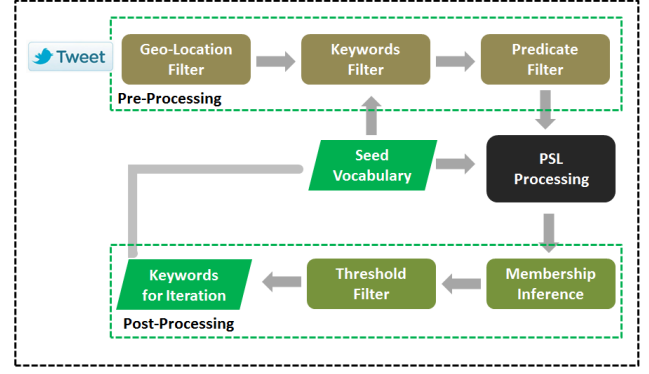 Tweet
Geo-Location
Filter
Keywords
Filter
Predicate
Filter
Pre-Processing
Seed
Vocabulary
PSL
Processing
Keywords
for Iteration
Threshold
Filter
Membership
Inference
Post-Processing